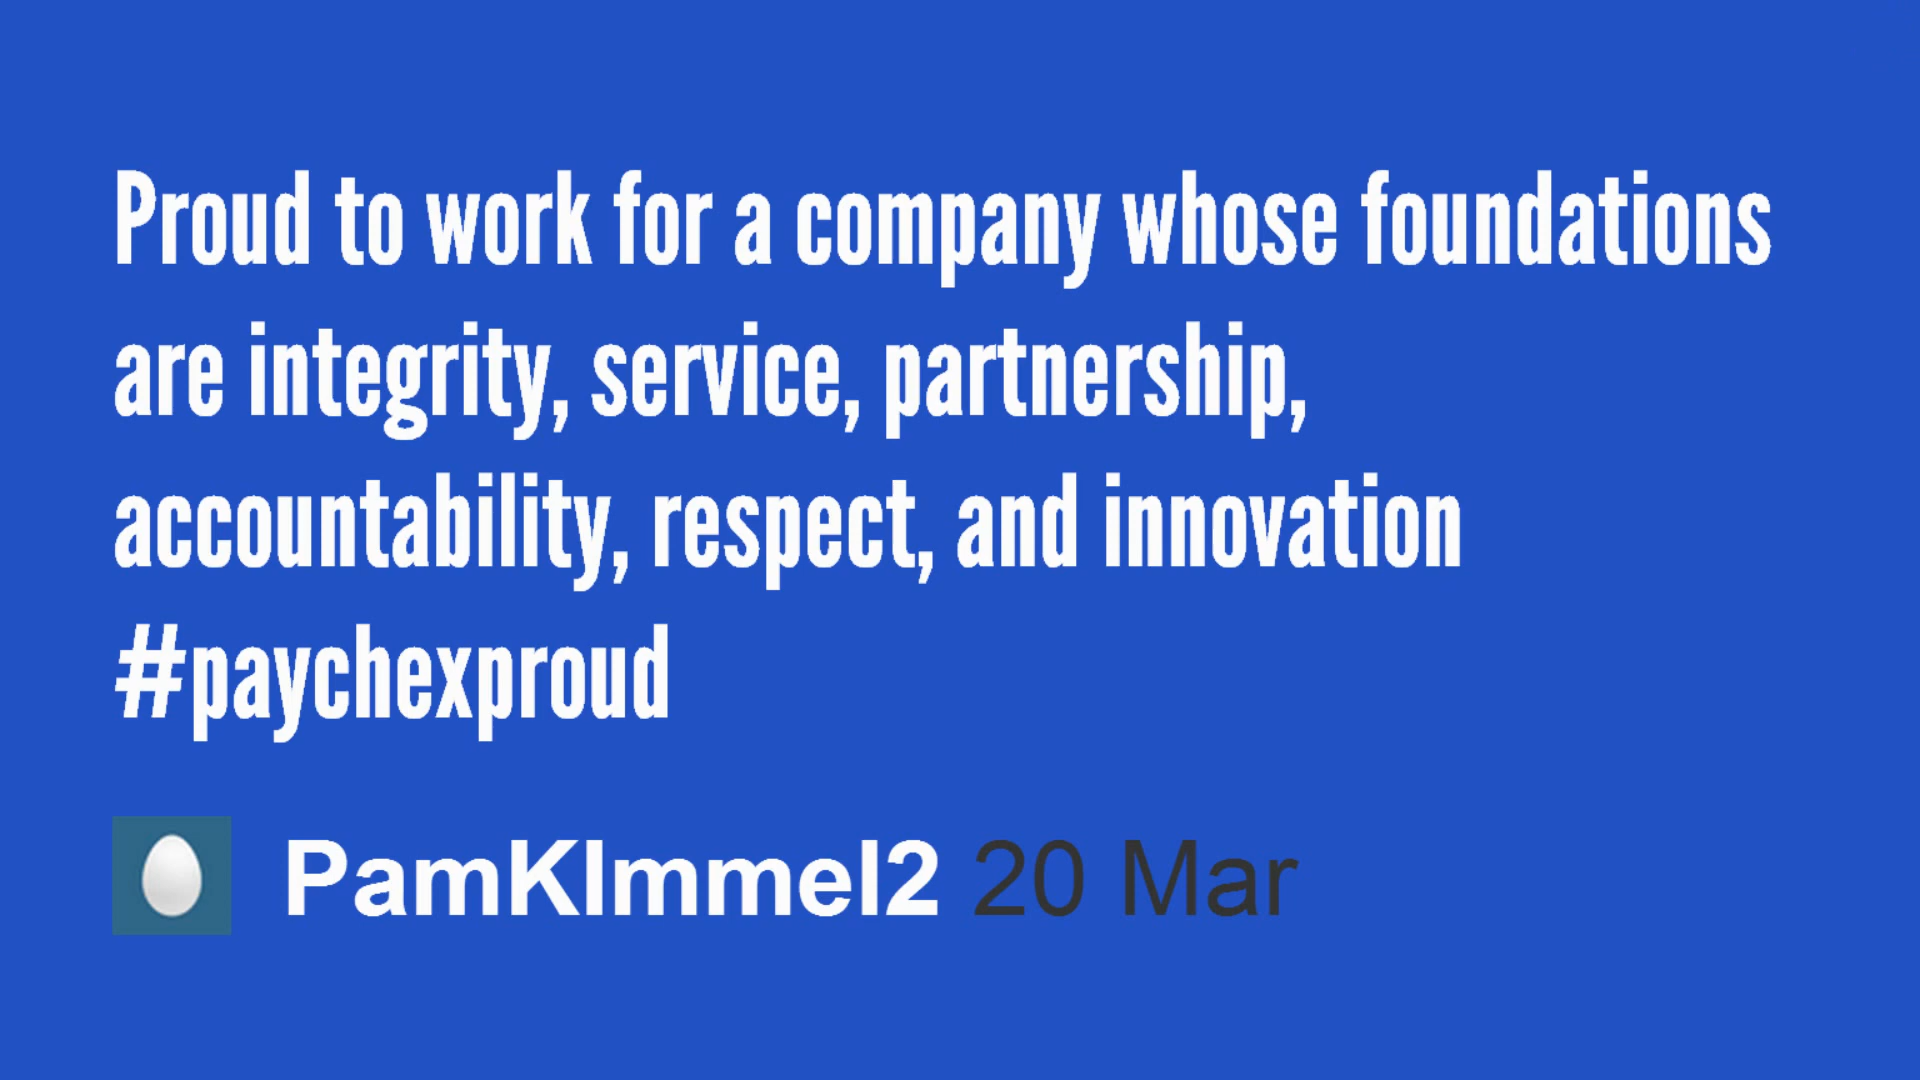 Proud to work for a company whose foundations
are integrity, service, partnership,
accountability, respect, and innovation
#paychexproud
PamKImmel2 20 Mar